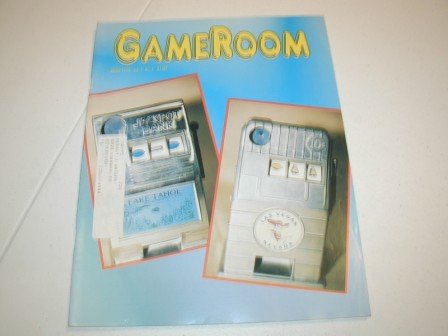 GAMEROOM
JACKPOT
BANK
LAKE TAHOE
10¢
LAS VEGAS
NEVADA